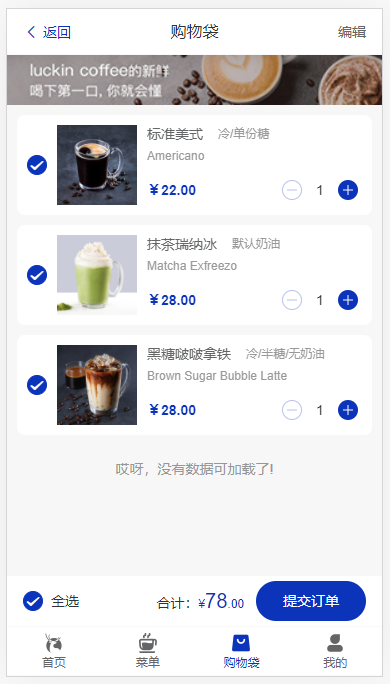 返回 购物袋 编辑
luckin coffee的新鲜
喝下第一口, 你就会懂
标准美式 冷/单份糖
Americano
¥22.00 1
抹茶瑞纳冰 默认奶油
Matcha Exfreezo
¥28.00 1
黑糖啵啵拿铁 冷/半糖/无奶油
Brown Sugar Bubble Latte
¥28.00 1
哎呀，没有数据可加载了!
全选 合计：¥78.00 提交订单
首页 菜单 购物袋 我的